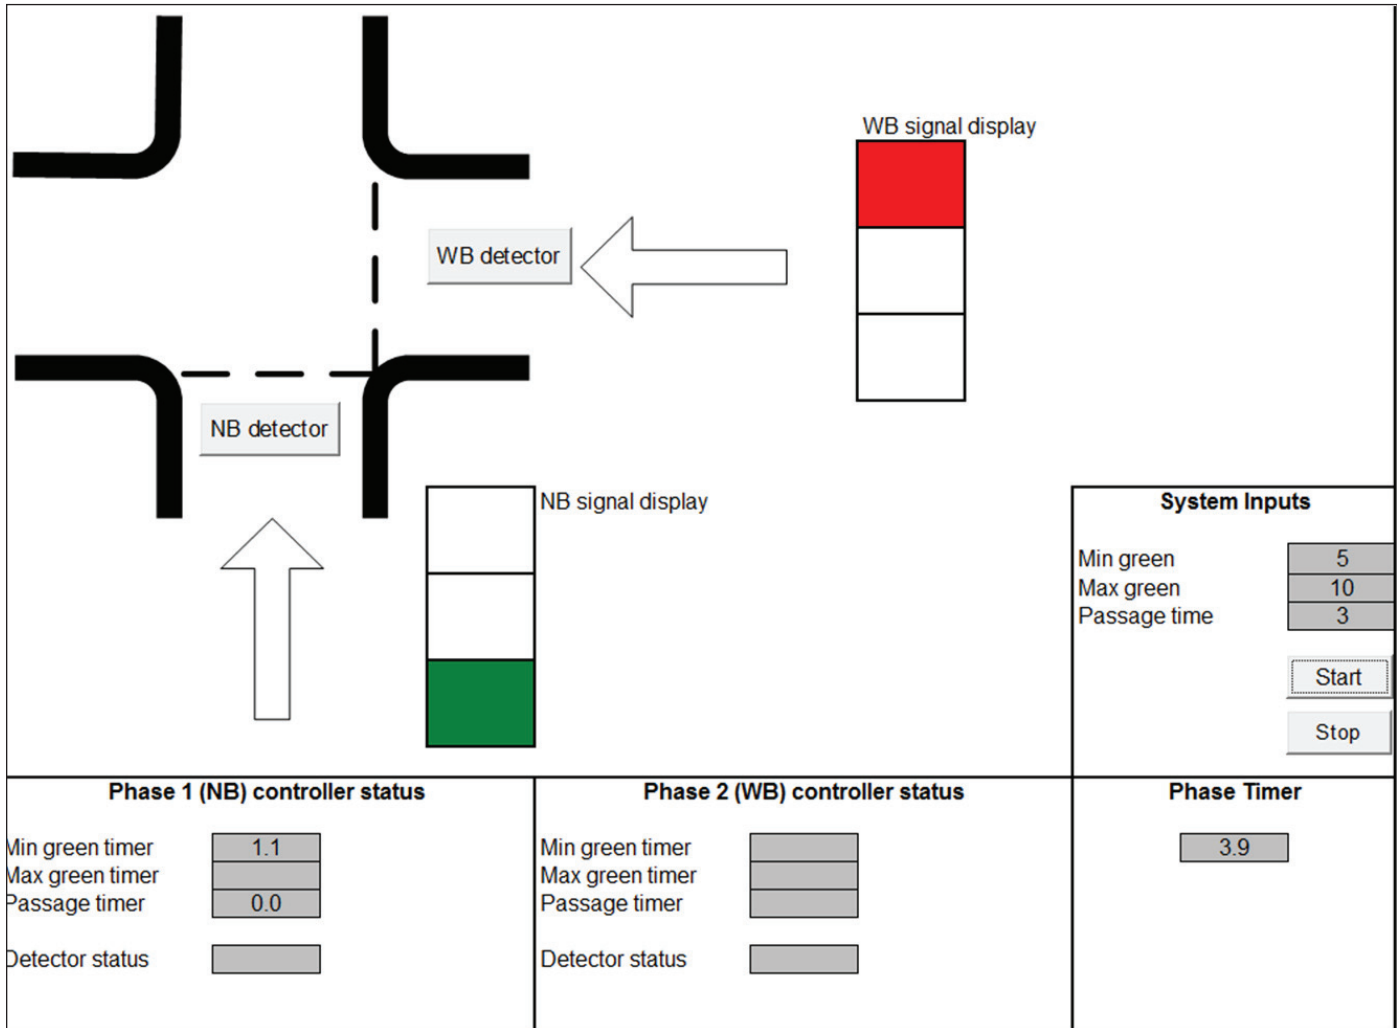 WB signal display
WB detector
NB detector
NB signal display
System Inputs
Min green 5
Max green 10
Passage time 3
Start
Stop
Phase 1 (NB) controller status
Min green timer 1.1
Max green timer
Passage timer 0.0
Detector status
Phase 2 (WB) controller status
Min green timer
Max green timer
Passage timer
Detector status
Phase Timer
3.9